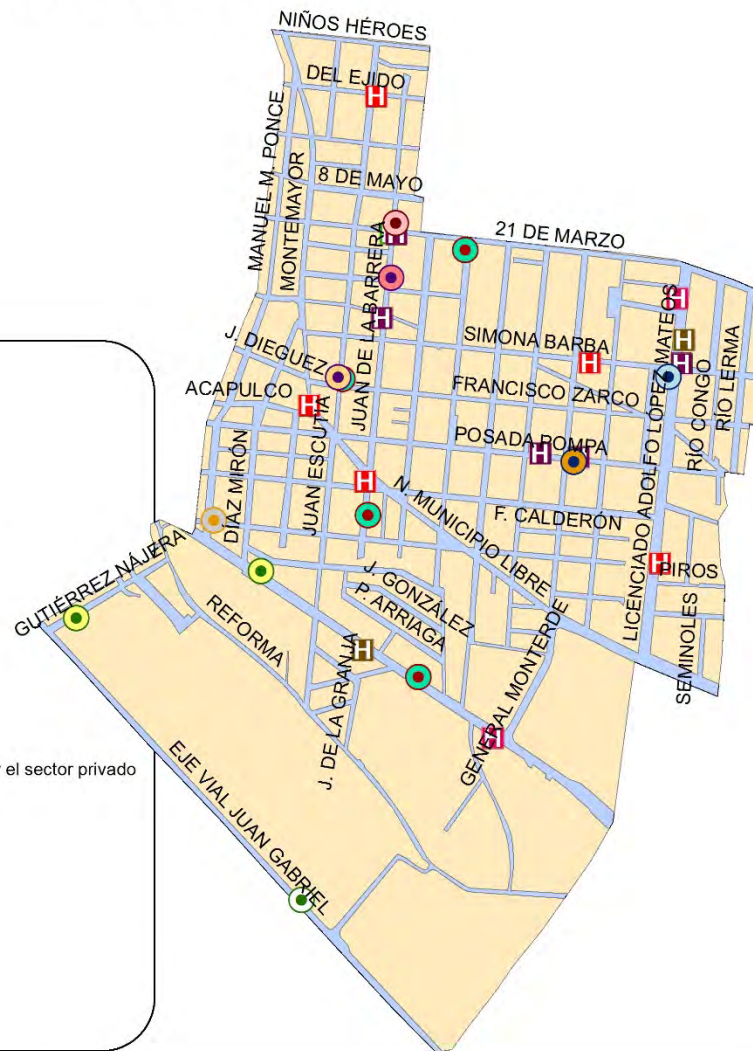 NIÑOS HÉROES
DEL EJIDO
MANUEL M. PONCE
MONTEMAYOR
8 DE MAYO
21 DE MARZO
JUAN DE LA BARRERA
H
H
H
H
H
H
H
H
H
H
H
H
H
H
SIMONA BARBA
J. DIEGUEZ
FRANCISCO ZARCO
ACAPULCO
LICENCIADO ADOLFO LÓPEZ MATEOS
RÍO CONGO
RÍO LERMA
POSADA POMPA
JUAN ESCUTIA
DÍAZ MIRÓN
N. MUNICIPIO LIBRE
F. CALDERÓN
GUTIÉRREZ NÁJERA
PIROS
J. GONZÁLEZ
P. ARRIAGA
REFORMA
SEMINOLES
J. DE LA GRANJA
GENERAL MONTERDE
el sector privado
EJE VIAL JUAN GABRIEL